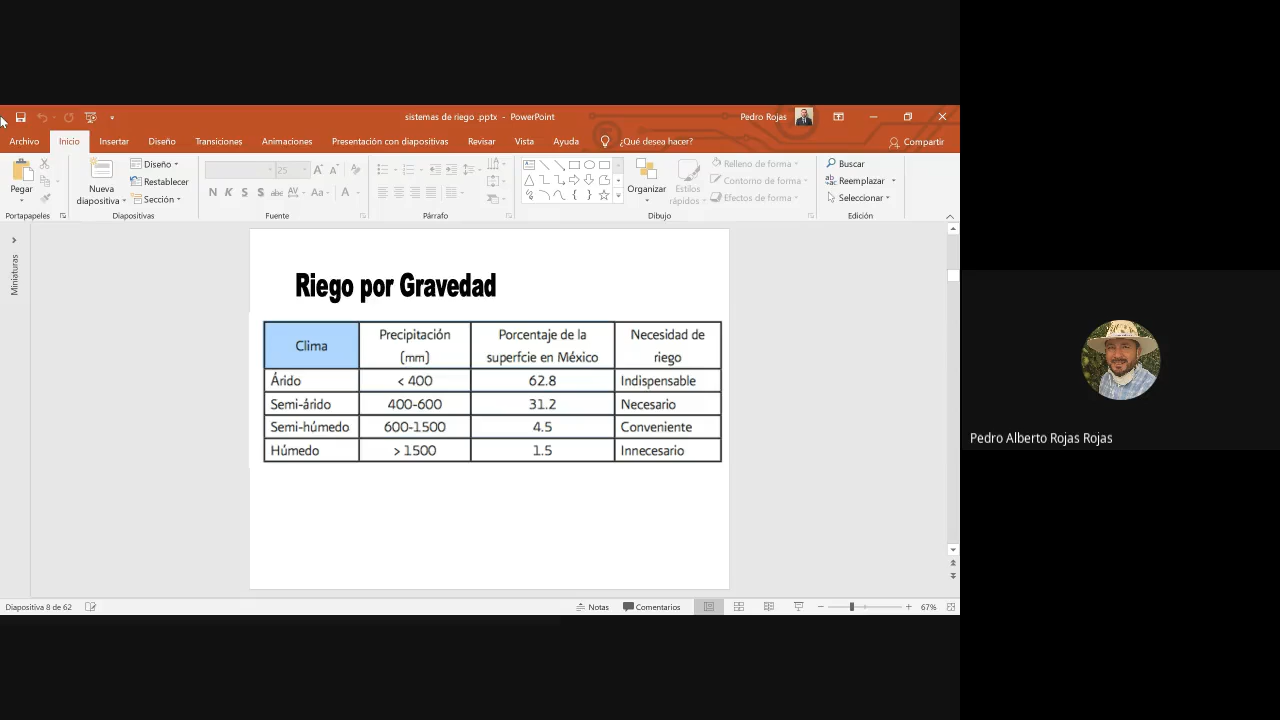 sistemas de riego .pptx - PowerPoint
Pedro Rojas
Archivo Inicio Insertar Diseño Transiciones Animaciones Presentación con diapositivas Revisar Vista Ayuda ¿Qué desea hacer? Compartir
Pegar
Nueva diapositiva
Diseño
Restablecer
Sección
25
N K S S abc AV Aa A
Organizar
Estilos rápidos
Relleno de forma
Contorno de forma
Efectos de forma
Buscar
Reemplazar
Seleccionar
Portapapeles Diapositivas Fuente Párrafo Dibujo Edición
Miniaturas
Riego por Gravedad
Clima Precipitación (mm) Porcentaje de la superfcie en México Necesidad de riego
Árido < 400 62.8 Indispensable
Semi-árido 400-600 31.2 Necesario
Semi-húmedo 600-1500 4.5 Conveniente
Húmedo > 1500 1.5 Innecesario
Pedro Alberto Rojas Rojas
Diapositiva 8 de 62 Notas Comentarios 67%